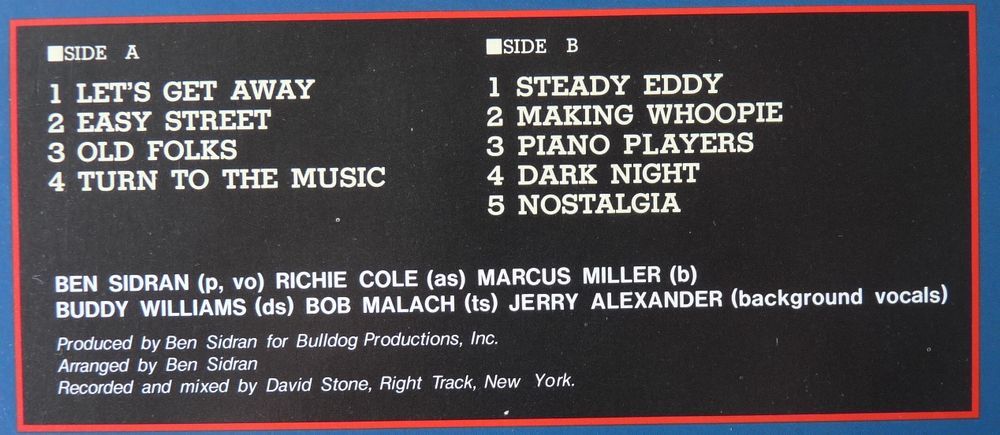 ■SIDE A
1 LET'S GET AWAY
2 EASY STREET
3 OLD FOLKS
4 TURN TO THE MUSIC
■SIDE B
1 STEADY EDDY
2 MAKING WHOOPIE
3 PIANO PLAYERS
4 DARK NIGHT
5 NOSTALGIA
BEN SIDRAN (p, vo) RICHIE COLE (as) MARCUS MILLER (b)
BUDDY WILLIAMS (ds) BOB MALACH (ts) JERRY ALEXANDER (background vocals)
Produced by Ben Sidran for Bulldog Productions, Inc.
Arranged by Ben Sidran
Recorded and mixed by David Stone, Right Track, New York.